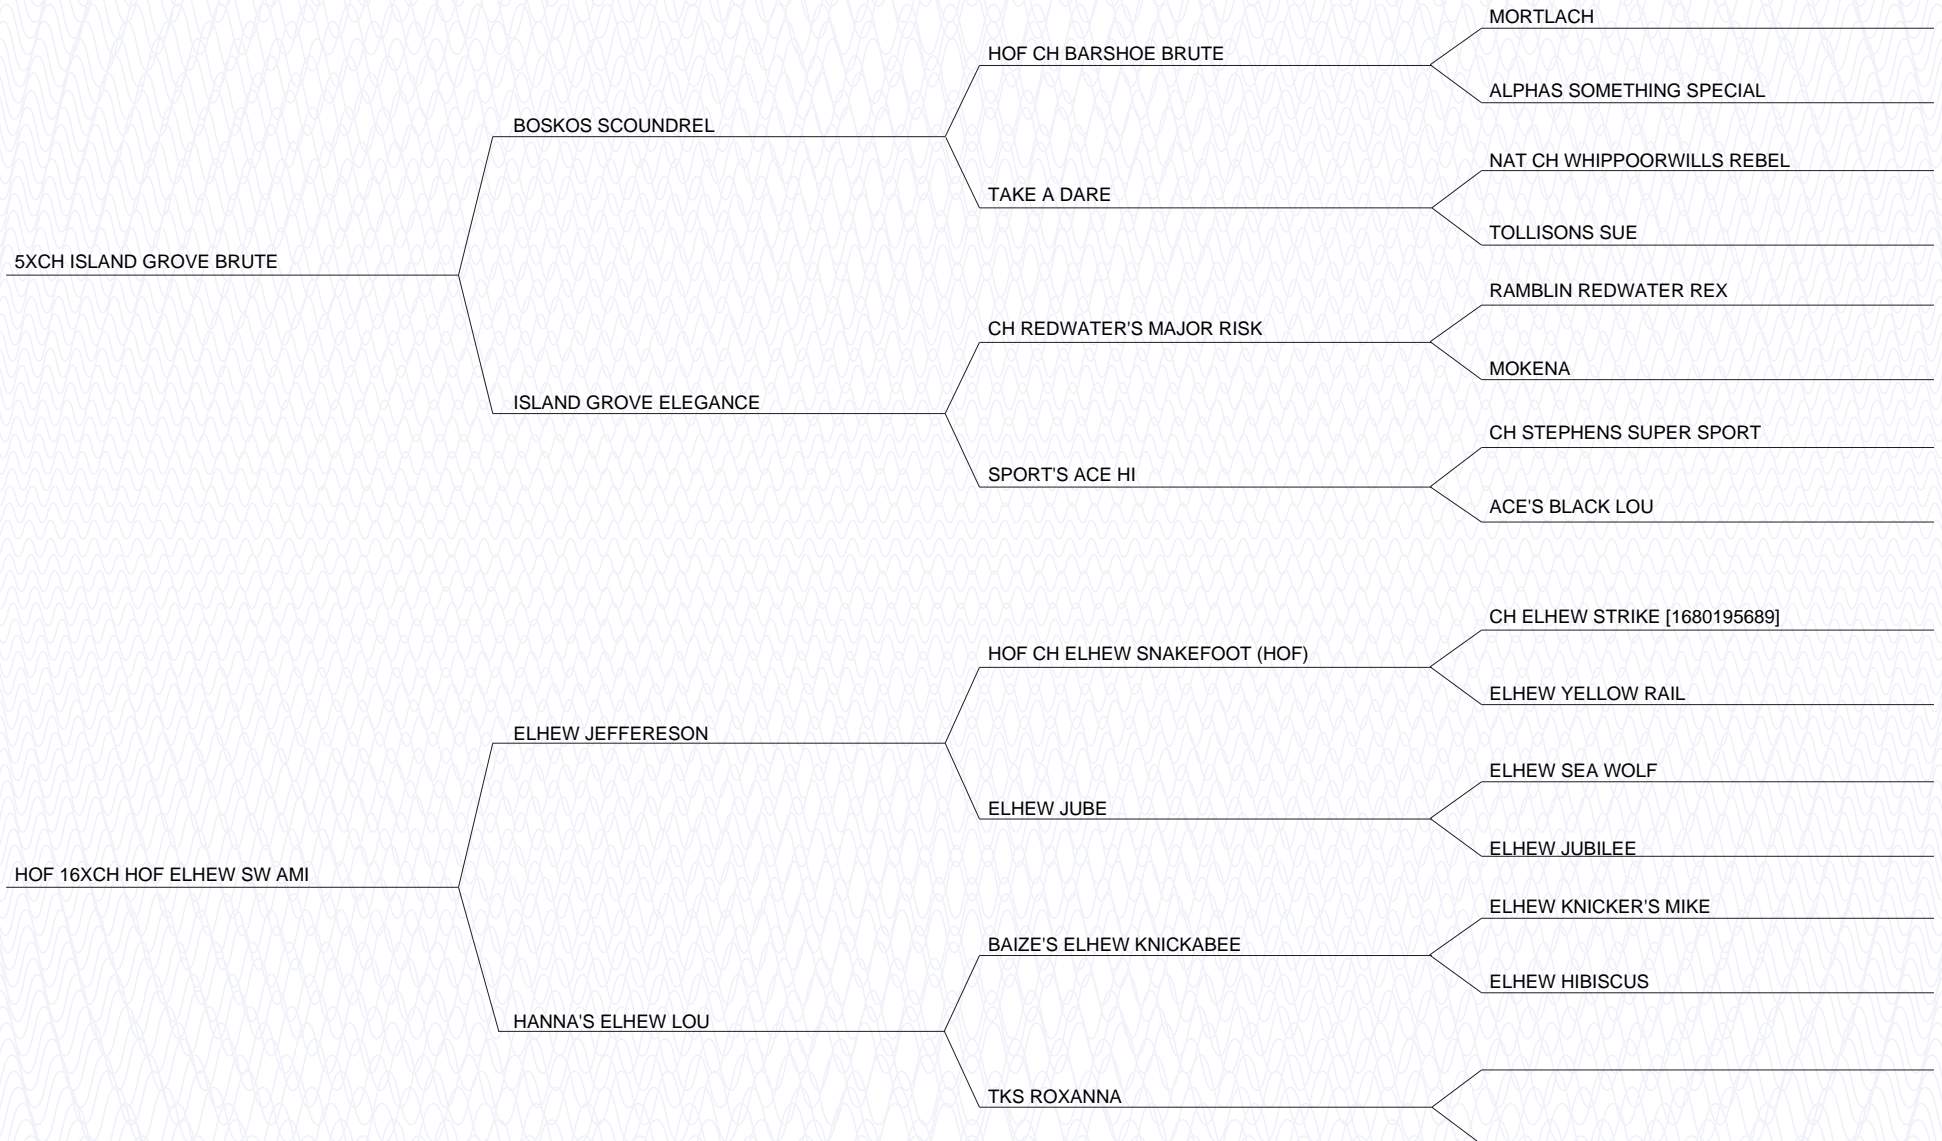 MORTLACH
HOF CH BARSHOE BRUTE
ALPHAS SOMETHING SPECIAL
BOSKOS SCOUNDREL
NAT CH WHIPPOORWILLS REBEL
TAKE A DARE
TOLLISONS SUE
5XCH ISLAND GROVE BRUTE
RAMBLIN REDWATER REX
CH REDWATER'S MAJOR RISK
MOKENA
ISLAND GROVE ELEGANCE
CH STEPHENS SUPER SPORT
SPORT'S ACE HI
ACE'S BLACK LOU
CH ELHEW STRIKE [1680195689]
HOF CH ELHEW SNAKEFOOT (HOF)
ELHEW YELLOW RAIL
ELHEW JEFFERESON
ELHEW SEA WOLF
ELHEW JUBE
ELHEW JUBILEE
HOF 16XCH HOF ELHEW SW AMI
ELHEW KNICKER'S MIKE
BAIZE'S ELHEW KNICKABEE
ELHEW HIBISCUS
HANNA'S ELHEW LOU
TKS ROXANNA